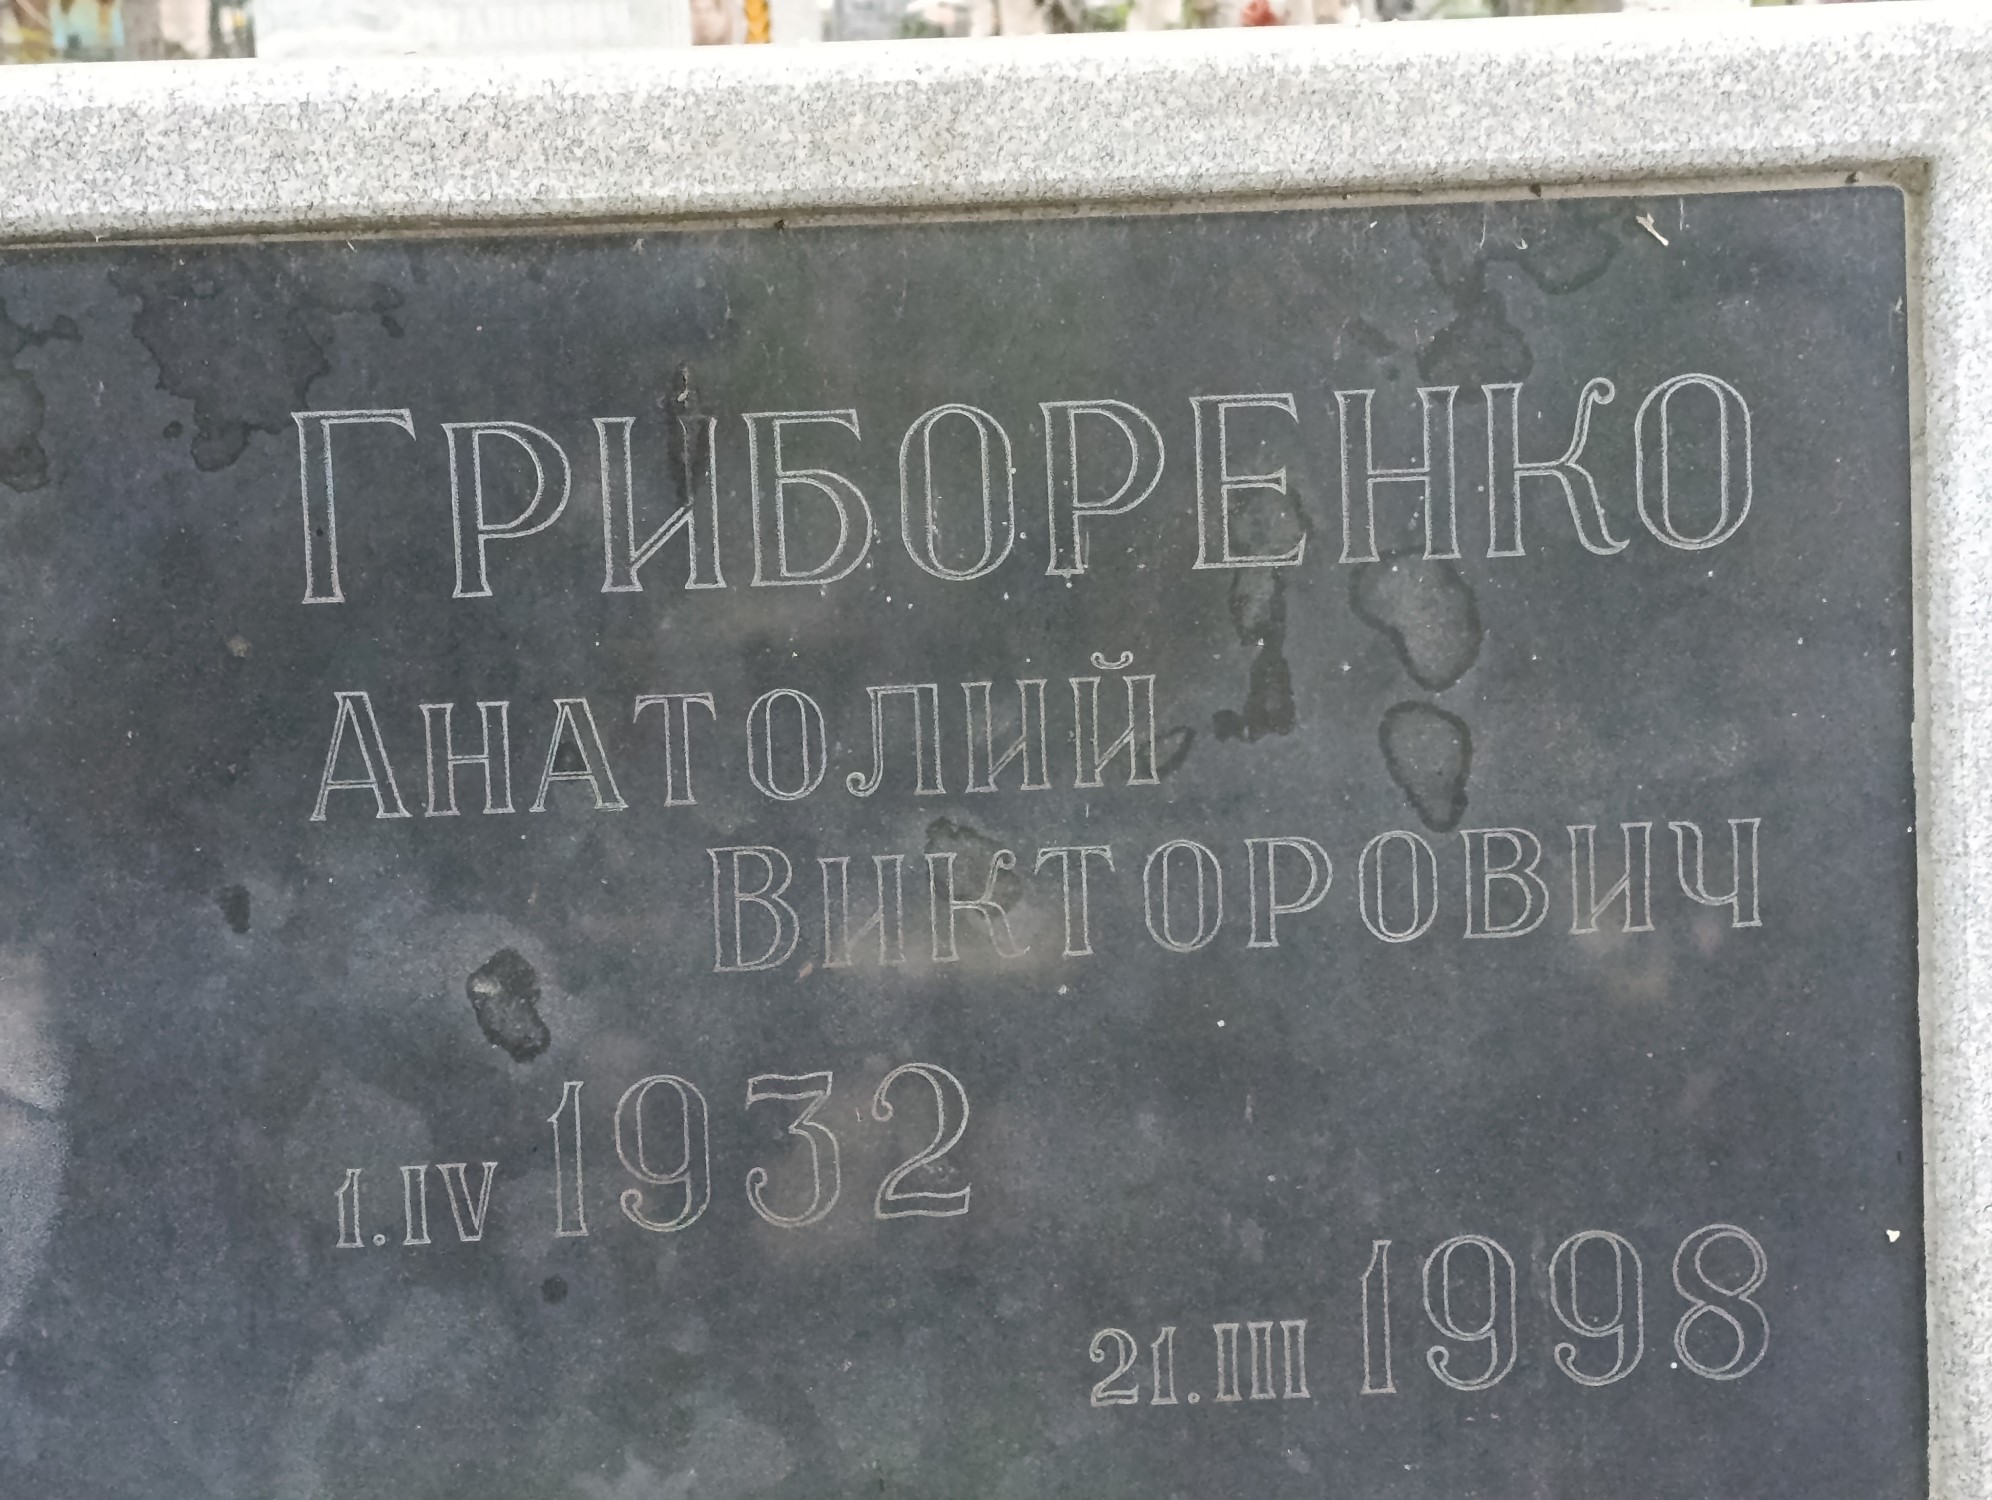 ГРИБОРЕНКО
АНАТОЛИЙ
ВИКТОРОВИЧ
1.IV 1932
21.III 1998